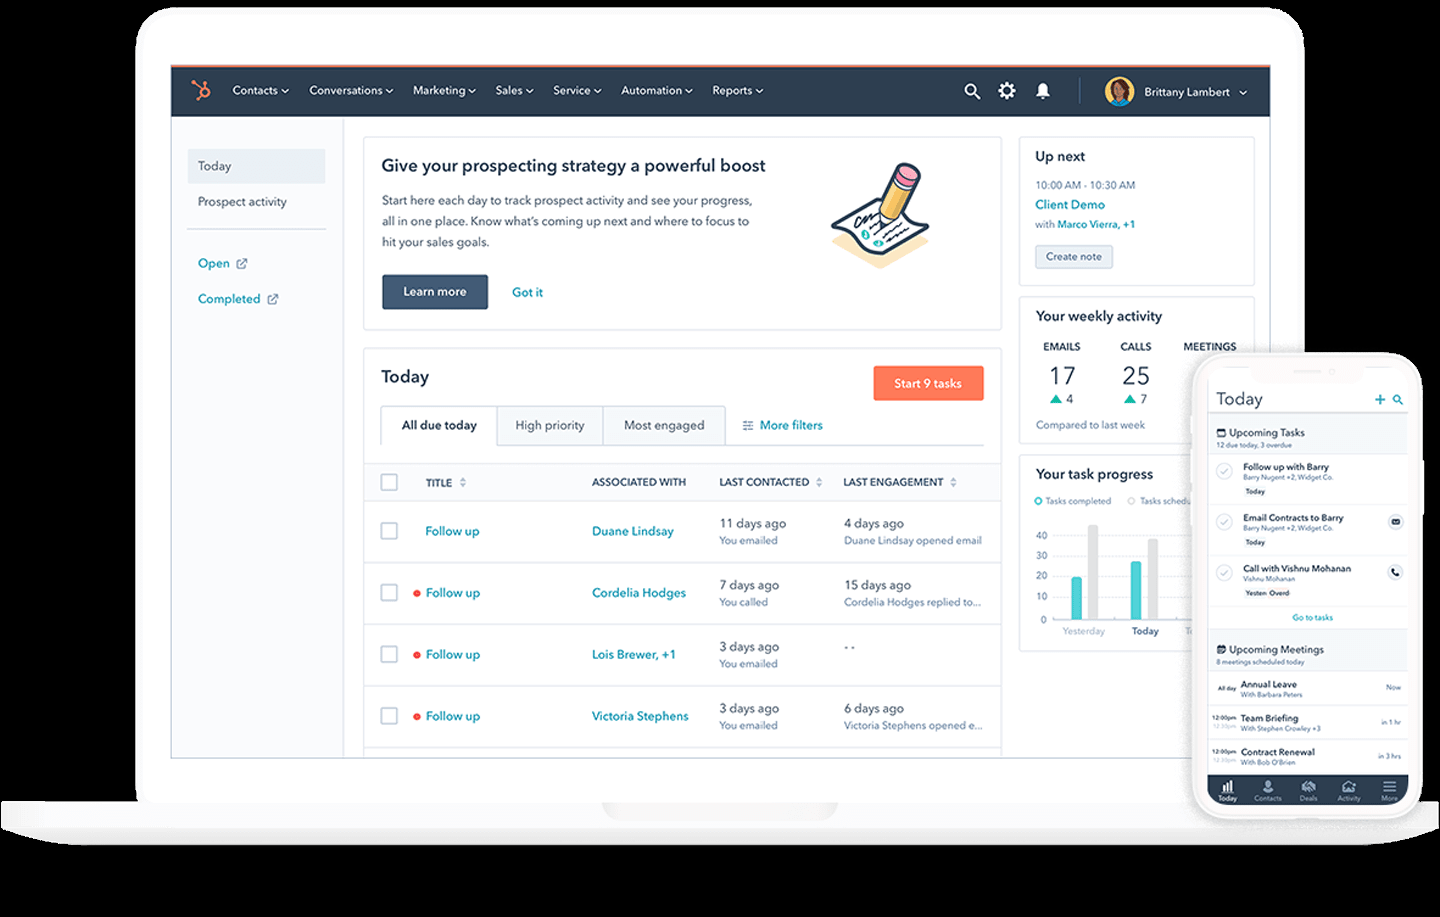 Contacts
Conversations
Marketing
Sales
Service
Automation
Reports
Brittany Lambert
Today
Prospect activity
Open
Completed
Give your prospecting strategy a powerful boost
Start here each day to track prospect activity and see your progress,
all in one place. Know what's coming up next and where to focus to
hit your sales goals.
Learn more
Got it
Today
Start 9 tasks
All due today
High priority
Most engaged
More filters
TITLE ASSOCIATED WITH LAST CONTACTED LAST ENGAGEMENT
Follow up Duane Lindsay 11 days ago 4 days ago
You emailed Duane Lindsay opened email
Follow up Cordelia Hodges 7 days ago 15 days ago
You called Cordelia Hodges replied to...
Follow up Lois Brewer, +1 3 days ago - -
You emailed
Follow up Victoria Stephens 3 days ago 6 days ago
You emailed Victoria Stephens opened e...
Up next
10:00 AM - 10:30 AM
Client Demo
with Marco Vierra, +1
Create note
Your weekly activity
EMAILS CALLS MEETINGS
17 25
4 7
Compared to last week
Your task progress
Tasks completed Tasks schedu
40
30
20
10
0
Yesterday Today
Today
Upcoming Tasks
12 due today, 3 overdue
Follow up with Barry
Barry Nugent +2, Widget Co.
Today
Email Contracts to Barry
Barry Nugent +2, Widget Co.
Today
Call with Vishnu Mohanan
Vishnu Mohanan
Yesten Overd
Go to tasks
Upcoming Meetings
8 meetings scheduled today
All day Annual Leave Now
With Barbara Peters
12:00pm Team Briefing in 1 hr
12:30pm With Stephen Crowley +3
12:00pm Contract Renewal in 3 hrs
12:30pm With Bob O'Brien
Today Contacts Deals Activity More